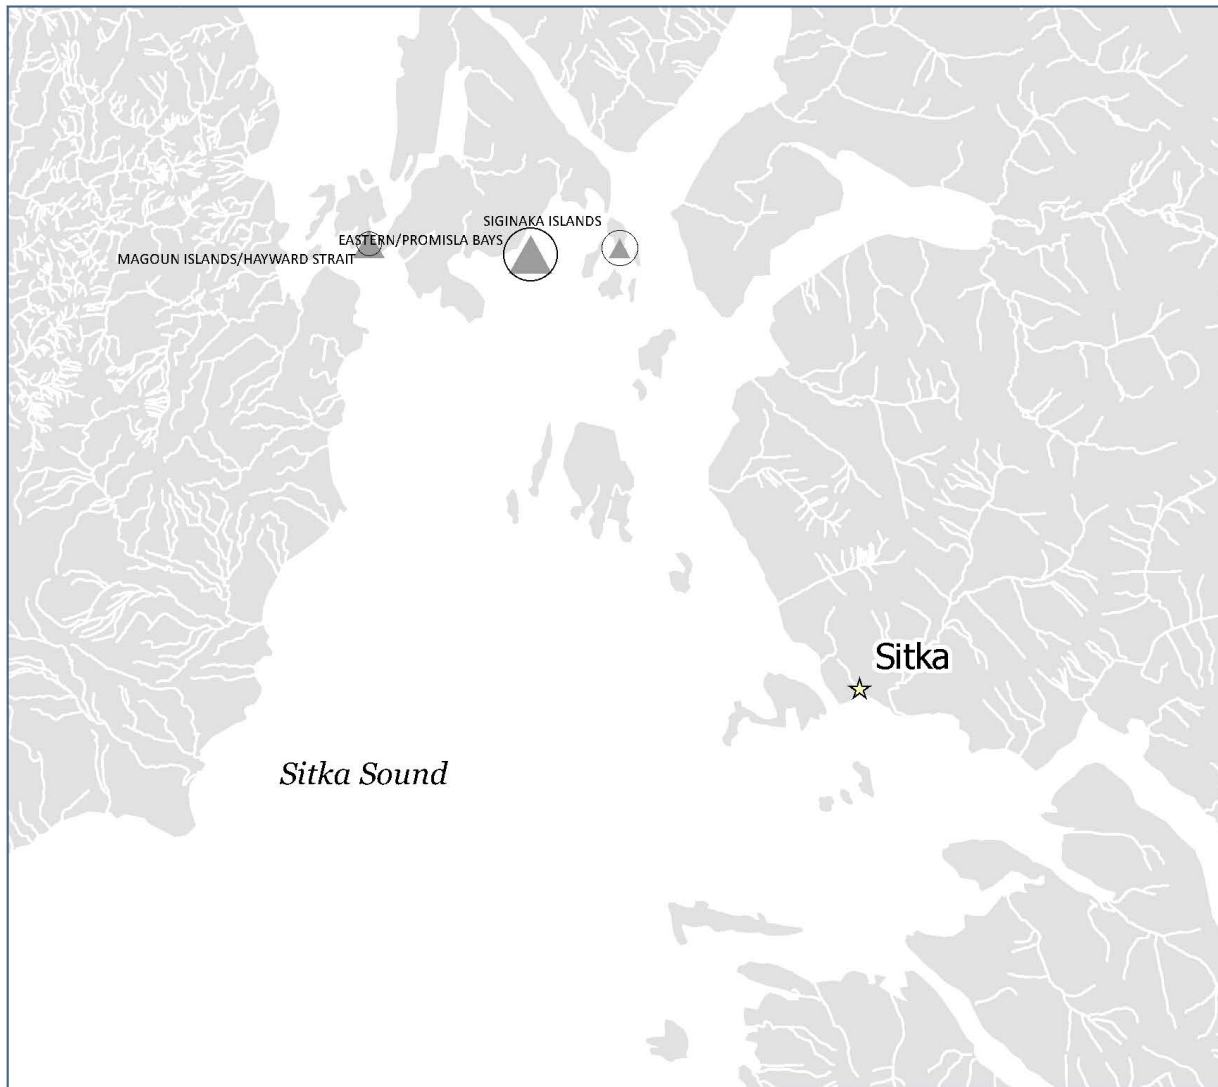 SIGINAKA ISLANDS
EASTERN/PROMISLA BAYS
MAGOUN ISLANDS/HAYWARD STRAIT
Sitka
Sitka Sound